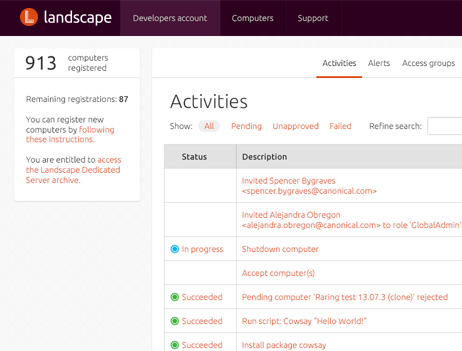 landscape
Developers account
Computers
Support
913 computers
registered
Remaining registrations: 87
You can register new
computers by following
these instructions.
You are entitled to access
the Landscape Dedicated
Server archive.
Activities
Alerts
Access groups
Activities
Show: All Pending Unapproved Failed Refine search:
Status Description
Invited Spencer Bygraves
<spencer.bygraves@canonical.com>
Invited Alejandra Obregon
<alejandra.obregon@canonical.com> to role 'GlobalAdmin'
In progress Shutdown computer
Accept computer(s)
Succeeded Pending computer 'Raring test 13.07.3 (clone)' rejected
Succeeded Run script: Cowsay "Hello World!"
Succeeded Install package cowsay